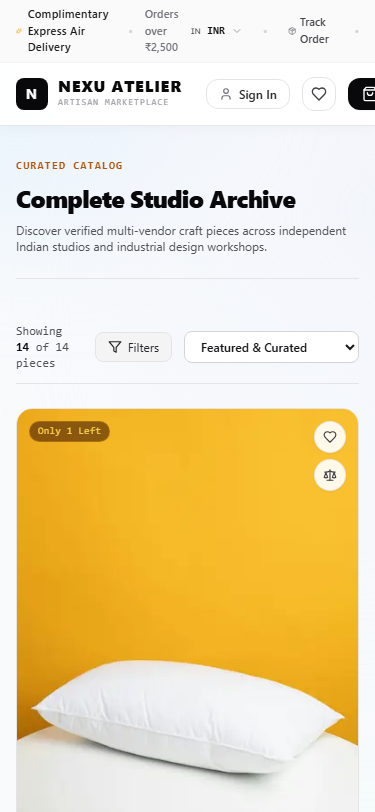 Complimentary
Express Air
Delivery
Orders
over
₹2,500
IN INR
Track
Order
N
NEXU ATELIER
ARTISAN MARKETPLACE
Sign In
CURATED CATALOG
Complete Studio Archive
Discover verified multi-vendor craft pieces across independent
Indian studios and industrial design workshops.
Showing
14 of 14
pieces
Filters
Featured & Curated
Only 1 Left